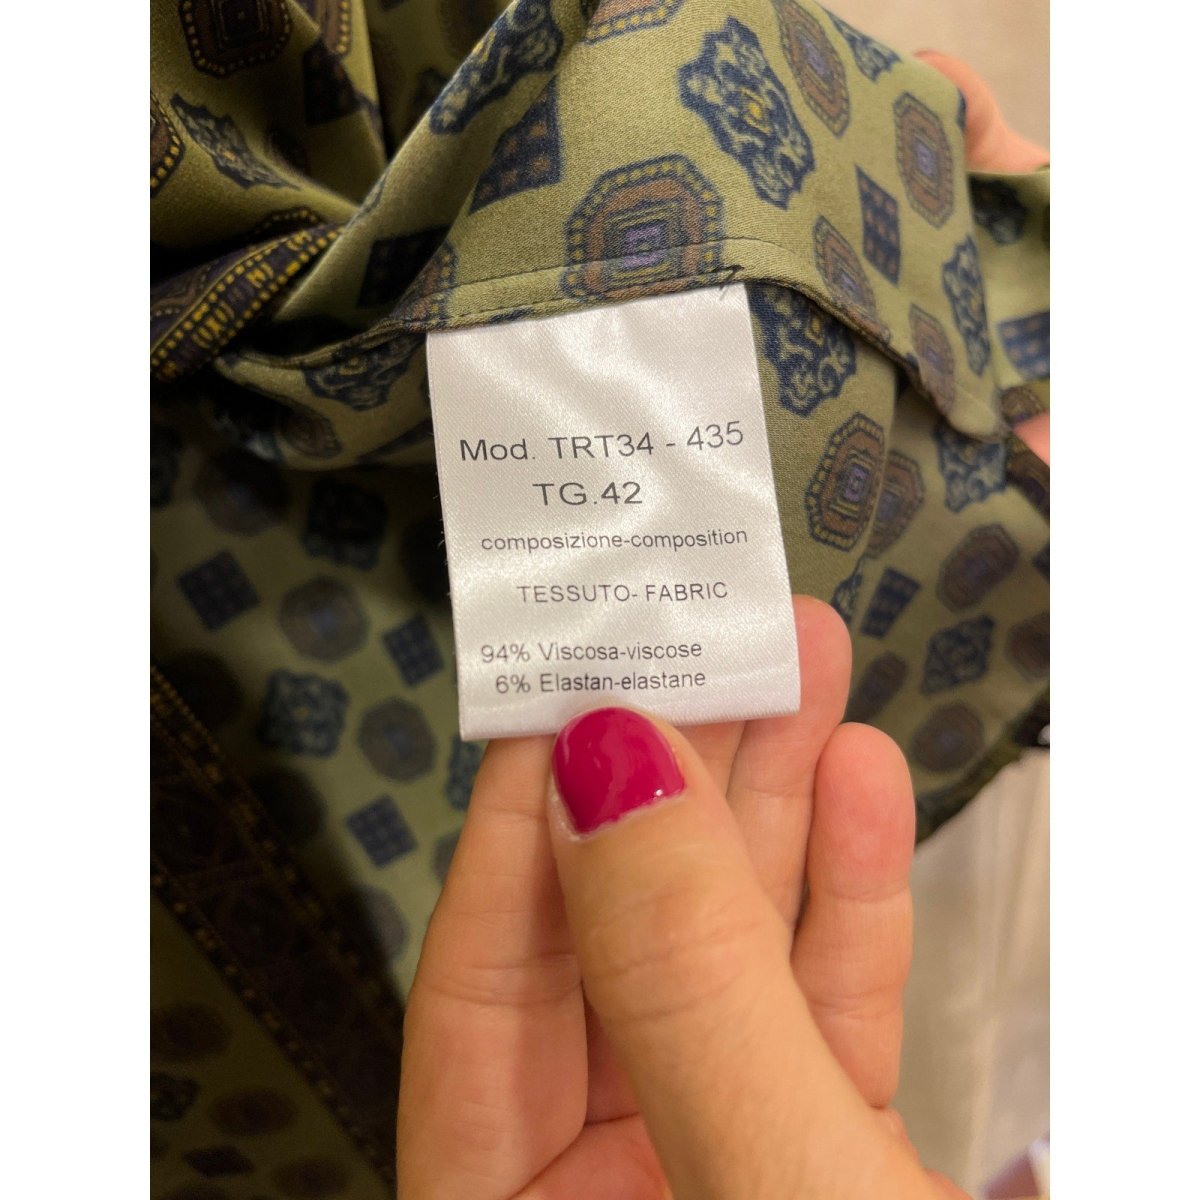 Mod. TRT34 - 435
TG.42
composizione-composition
TESSUTO- FABRIC
94% Viscosa-viscose
6% Elastan-elastane